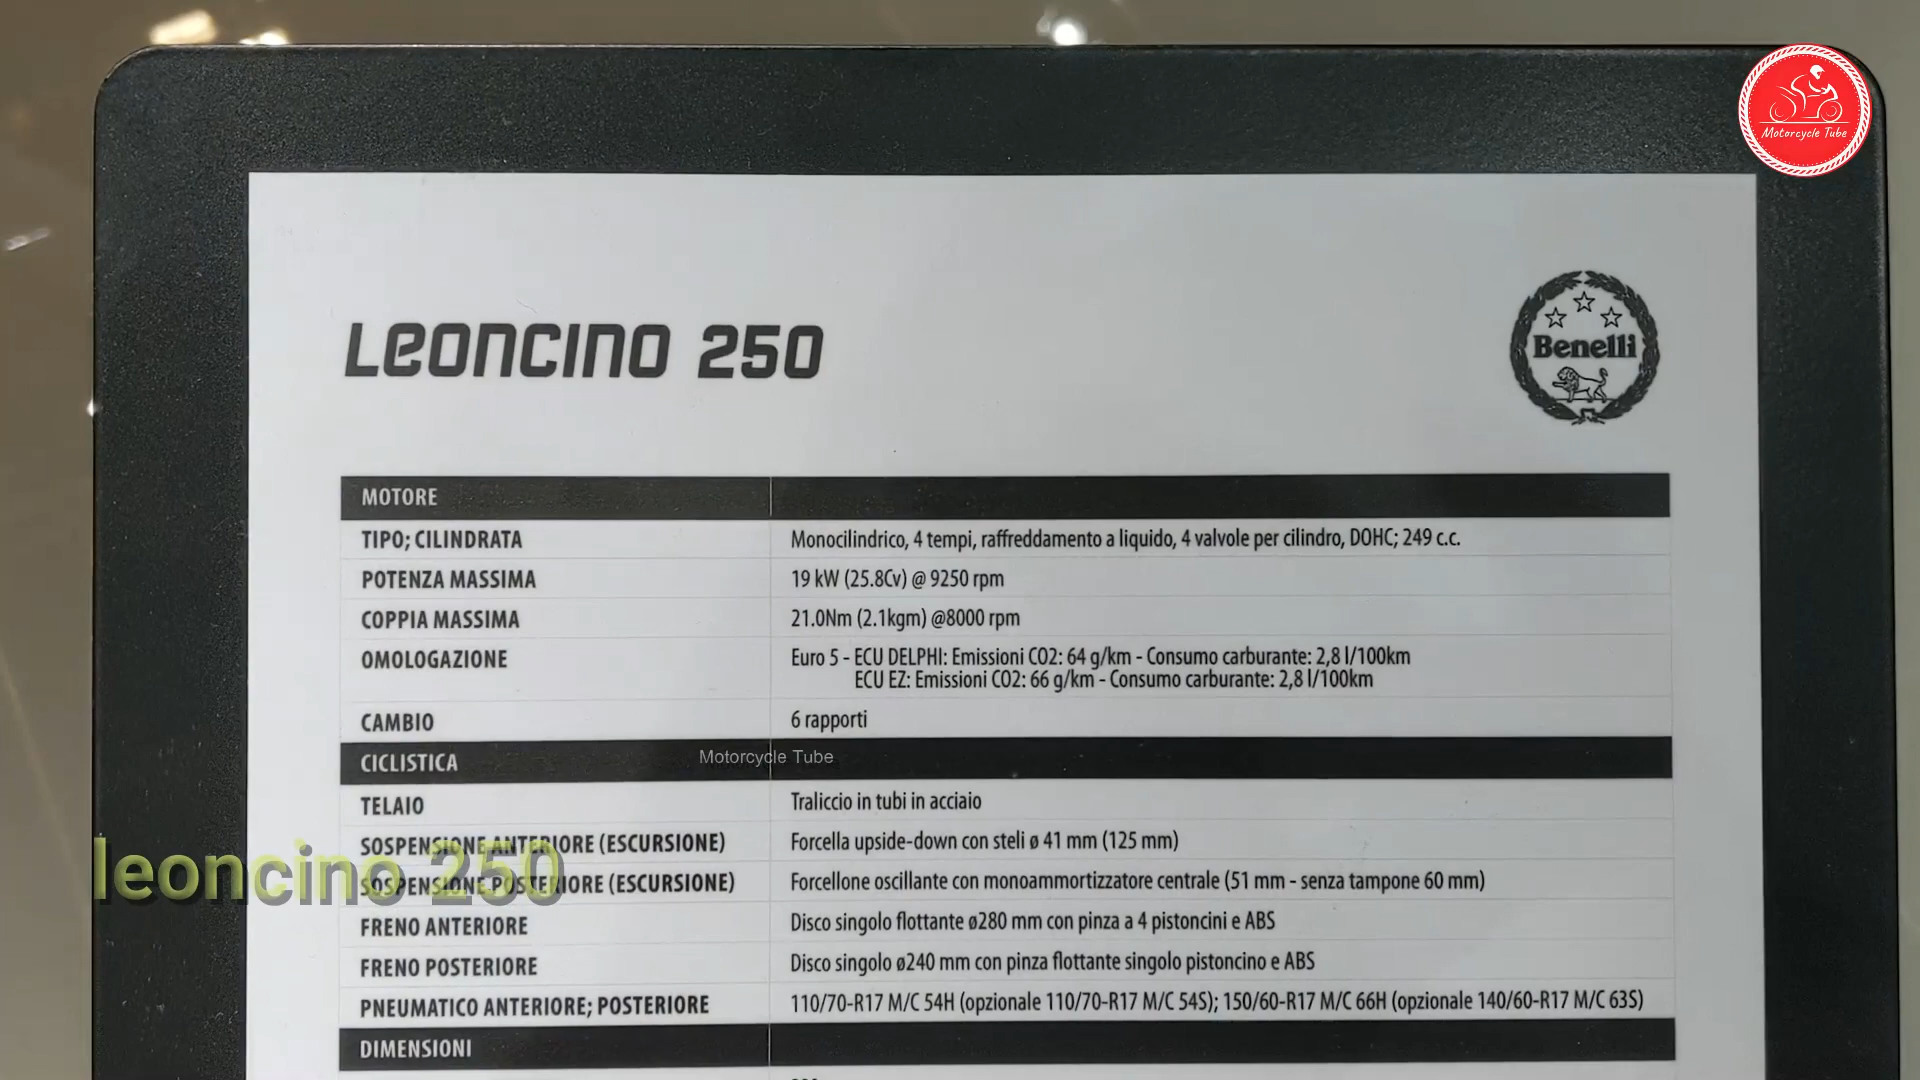 Motorcycle Tube
Leoncino 250
Benelli
MOTORE
TIPO; CILINDRATA Monocilindrico, 4 tempi, raffreddamento a liquido, 4 valvole per cilindro, DOHC; 249 c.c.
POTENZA MASSIMA 19 kW (25.8Cv) @ 9250 rpm
COPPIA MASSIMA 21.0Nm (2.1kgm) @8000 rpm
OMOLOGAZIONE Euro 5 - ECU DELPHI: Emissioni CO2: 64 g/km - Consumo carburante: 2,8 l/100km
ECU EZ: Emissioni CO2: 66 g/km - Consumo carburante: 2,8 l/100km
CAMBIO 6 rapporti
CICLISTICA
Motorcycle Tube
TELAIO Traliccio in tubi in acciaio
SOSPENSIONE ANTERIORE (ESCURSIONE) Forcella upside-down con steli ø 41 mm (125 mm)
leoncino 250
SOSPENSIONE POSTERIORE (ESCURSIONE) Forcellone oscillante con monoammortizzatore centrale (51 mm - senza tampone 60 mm)
FRENO ANTERIORE Disco singolo flottante ø280 mm con pinza a 4 pistoncini e ABS
FRENO POSTERIORE Disco singolo ø240 mm con pinza flottante singolo pistoncino e ABS
PNEUMATICO ANTERIORE; POSTERIORE 110/70-R17 M/C 54H (opzionale 110/70-R17 M/C 54S); 150/60-R17 M/C 66H (opzionale 140/60-R17 M/C 63S)
DIMENSIONI